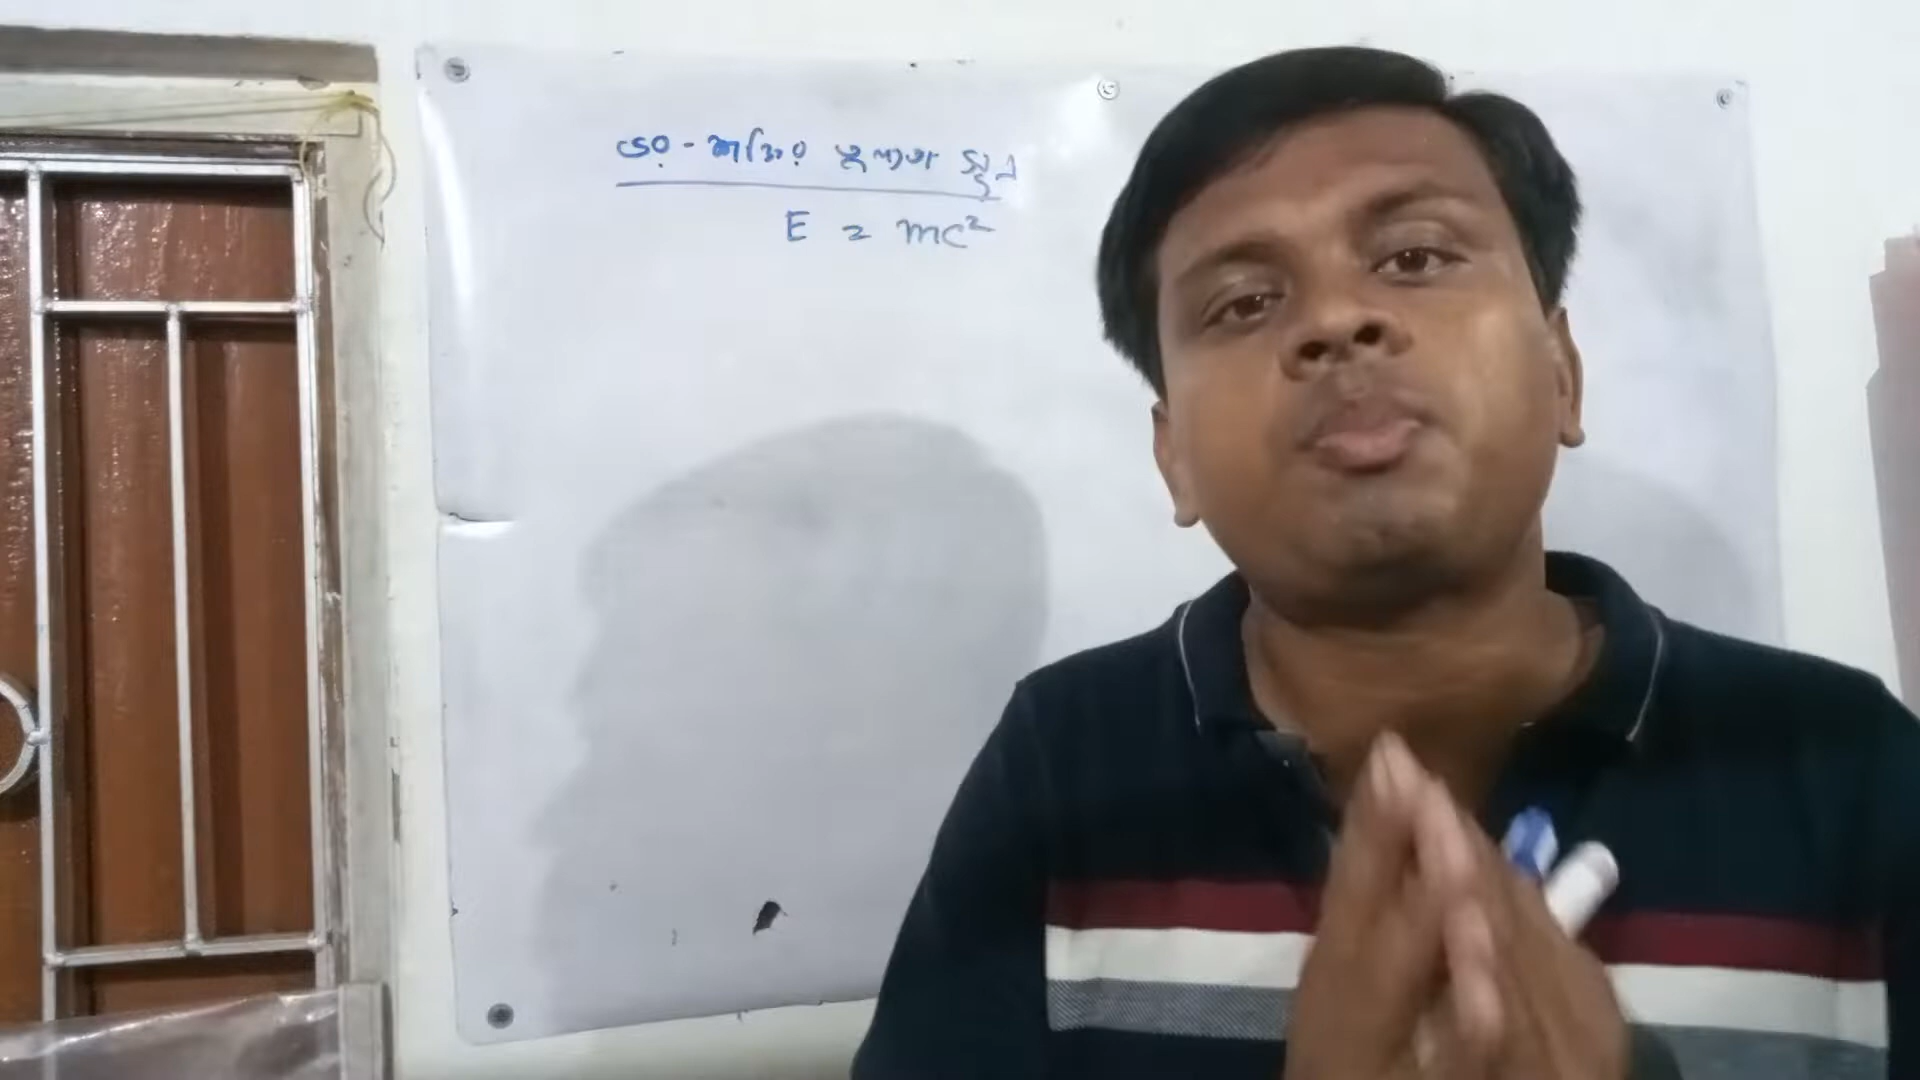 ভর - শক্তির তুল্যতা সূত্র
E = mc²